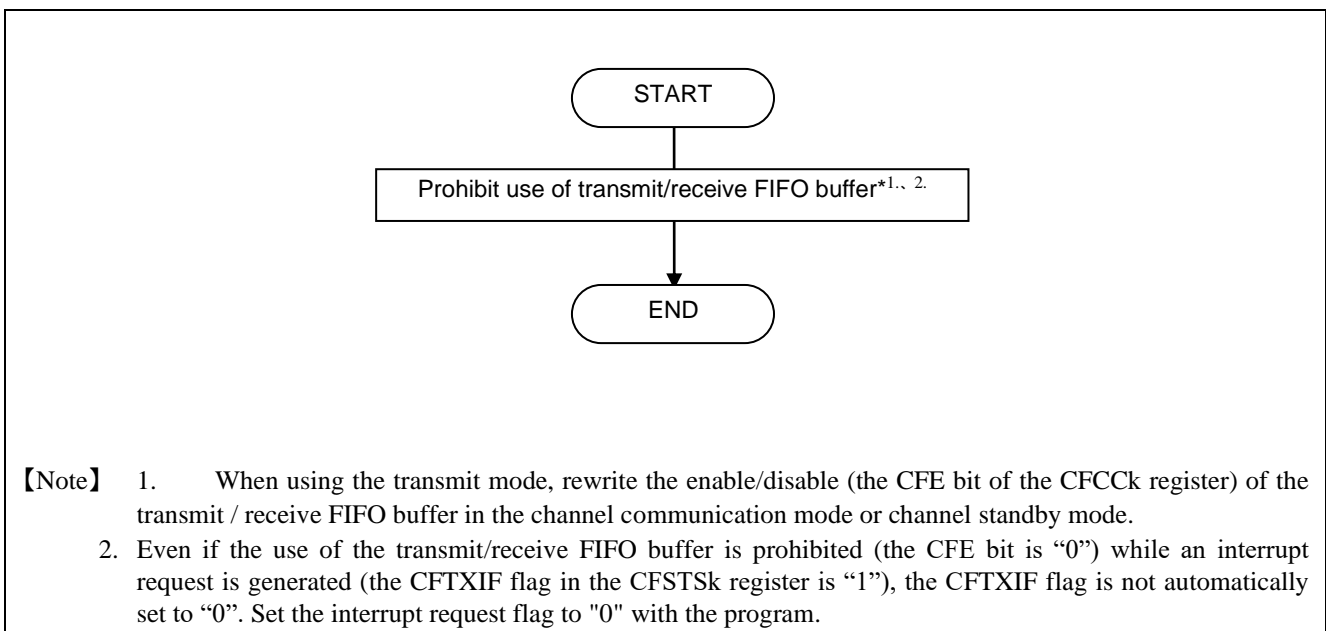 START
Prohibit use of transmit/receive FIFO buffer*1.、2.
END
【Note】 1. When using the transmit mode, rewrite the enable/disable (the CFE bit of the CFCCk register) of the
transmit / receive FIFO buffer in the channel communication mode or channel standby mode.
2. Even if the use of the transmit/receive FIFO buffer is prohibited (the CFE bit is “0”) while an interrupt
request is generated (the CFTXIF flag in the CFSTSk register is “1”), the CFTXIF flag is not automatically
set to “0”. Set the interrupt request flag to "0" with the program.